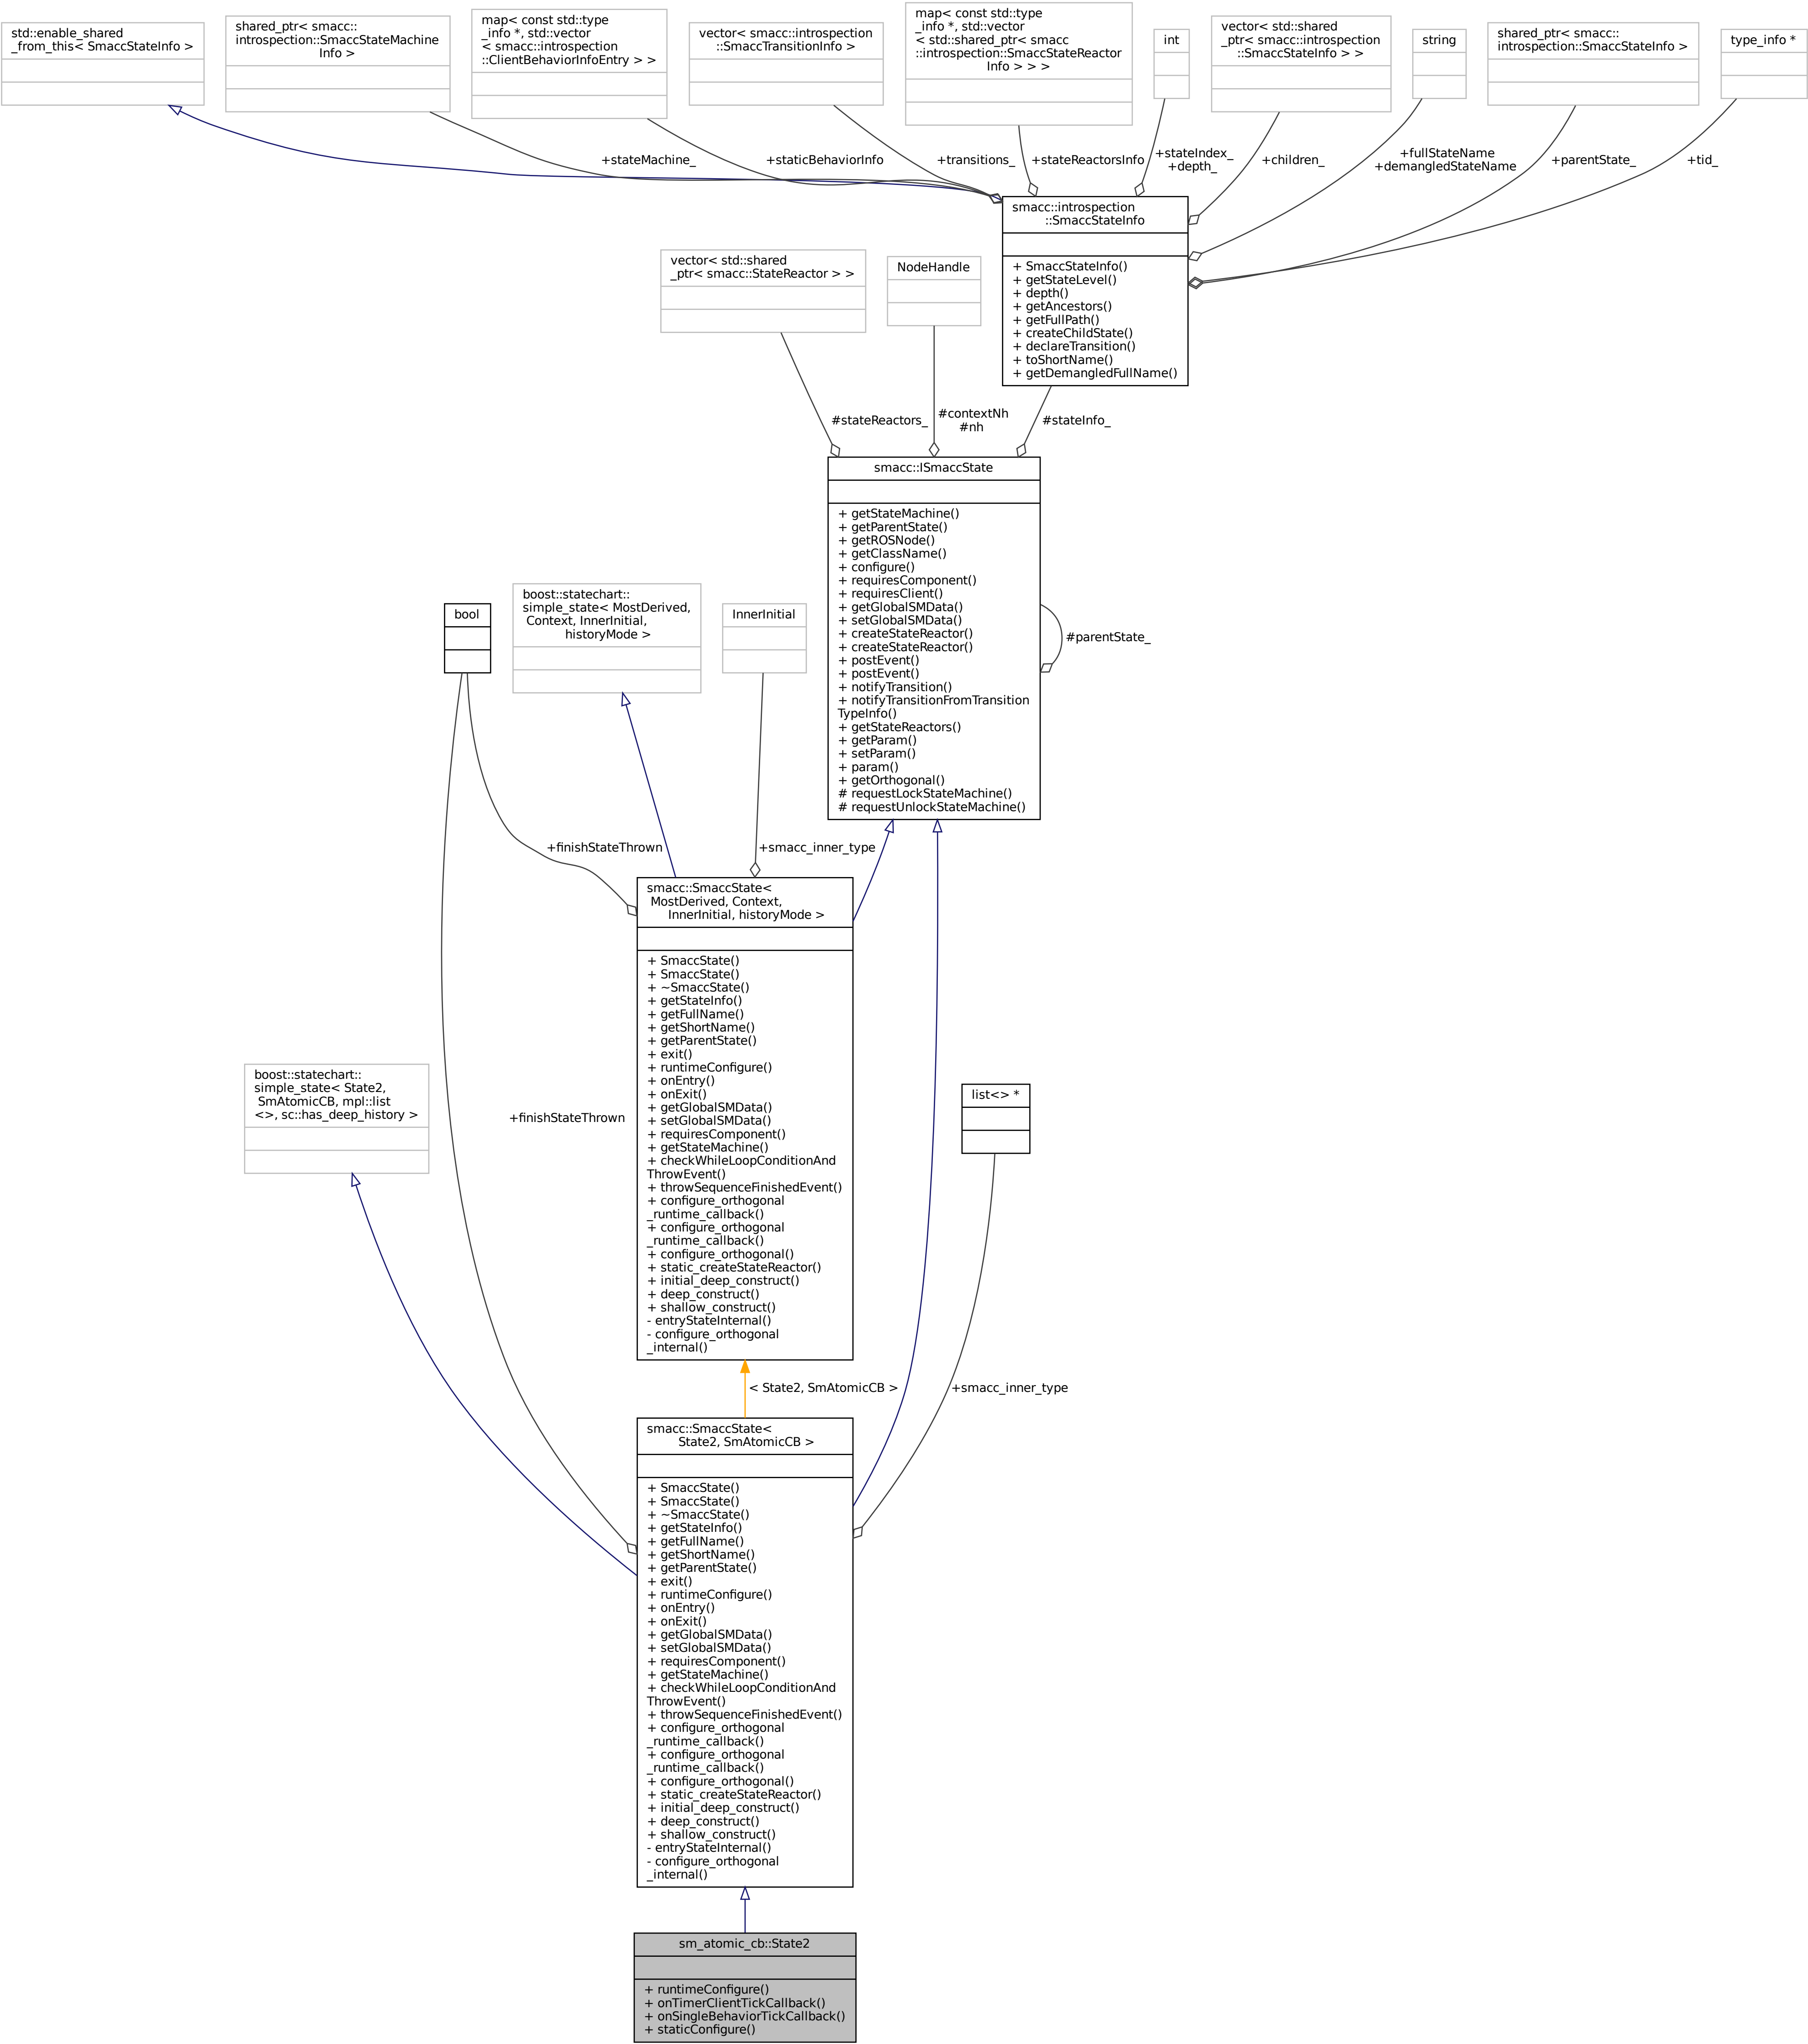 std::enable_shared
_from_this< SmaccStateInfo >
shared_ptr< smacc::
introspection::SmaccStateMachine
Info >
map< const std::type
_info *, std::vector
< smacc::introspection
::ClientBehaviorInfoEntry > >
vector< smacc::introspection
::SmaccTransitionInfo >
map< const std::type
_info *, std::vector
< std::shared_ptr< smacc
::introspection::SmaccStateReactor
Info > > >
int
vector< std::shared
_ptr< smacc::introspection
::SmaccStateInfo > >
string
shared_ptr< smacc::
introspection::SmaccStateInfo >
type_info *
+stateMachine_
+staticBehaviorInfo
+transitions_
+stateReactorsInfo
+stateIndex_
+depth_
+children_
+fullStateName
+demangledStateName
+parentState_
+tid_
smacc::introspection
::SmaccStateInfo
+ SmaccStateInfo()
+ getStateLevel()
+ depth()
+ getAncestors()
+ getFullPath()
+ createChildState()
+ declareTransition()
+ toShortName()
+ getDemangledFullName()
vector< std::shared
_ptr< smacc::StateReactor > >
NodeHandle
#stateReactors_
#contextNh
#nh
#stateInfo_
smacc::ISmaccState
+ getStateMachine()
+ getParentState()
+ getROSNode()
+ getClassName()
+ configure()
+ requiresComponent()
+ requiresClient()
+ getGlobalSMData()
+ setGlobalSMData()
+ createStateReactor()
+ createStateReactor()
+ postEvent()
+ postEvent()
+ notifyTransition()
+ notifyTransitionFromTransition
TypeInfo()
+ getStateReactors()
+ getParam()
+ setParam()
+ param()
+ getOrthogonal()
# requestLockStateMachine()
# requestUnlockStateMachine()
#parentState_
bool
boost::statechart::
simple_state< MostDerived,
Context, InnerInitial,
historyMode >
InnerInitial
+finishStateThrown
+smacc_inner_type
smacc::SmaccState<
MostDerived, Context,
InnerInitial, historyMode >
+ SmaccState()
+ SmaccState()
+ ~SmaccState()
+ getStateInfo()
+ getFullName()
+ getShortName()
+ getParentState()
+ exit()
+ runtimeConfigure()
+ onEntry()
+ onExit()
+ getGlobalSMData()
+ setGlobalSMData()
+ requiresComponent()
+ getStateMachine()
+ checkWhileLoopConditionAnd
ThrowEvent()
+ throwSequenceFinishedEvent()
+ configure_orthogonal
_runtime_callback()
+ configure_orthogonal
_runtime_callback()
+ configure_orthogonal()
+ static_createStateReactor()
+ initial_deep_construct()
+ deep_construct()
+ shallow_construct()
- entryStateInternal()
- configure_orthogonal
_internal()
boost::statechart::
simple_state< State2,
SmAtomicCB, mpl::list
<>, sc::has_deep_history >
+finishStateThrown
list<> *
< State2, SmAtomicCB >
+smacc_inner_type
smacc::SmaccState<
State2, SmAtomicCB >
+ SmaccState()
+ SmaccState()
+ ~SmaccState()
+ getStateInfo()
+ getFullName()
+ getShortName()
+ getParentState()
+ exit()
+ runtimeConfigure()
+ onEntry()
+ onExit()
+ getGlobalSMData()
+ setGlobalSMData()
+ requiresComponent()
+ getStateMachine()
+ checkWhileLoopConditionAnd
ThrowEvent()
+ throwSequenceFinishedEvent()
+ configure_orthogonal
_runtime_callback()
+ configure_orthogonal
_runtime_callback()
+ configure_orthogonal()
+ static_createStateReactor()
+ initial_deep_construct()
+ deep_construct()
+ shallow_construct()
- entryStateInternal()
- configure_orthogonal
_internal()
sm_atomic_cb::State2
+ runtimeConfigure()
+ onTimerClientTickCallback()
+ onSingleBehaviorTickCallback()
+ staticConfigure()